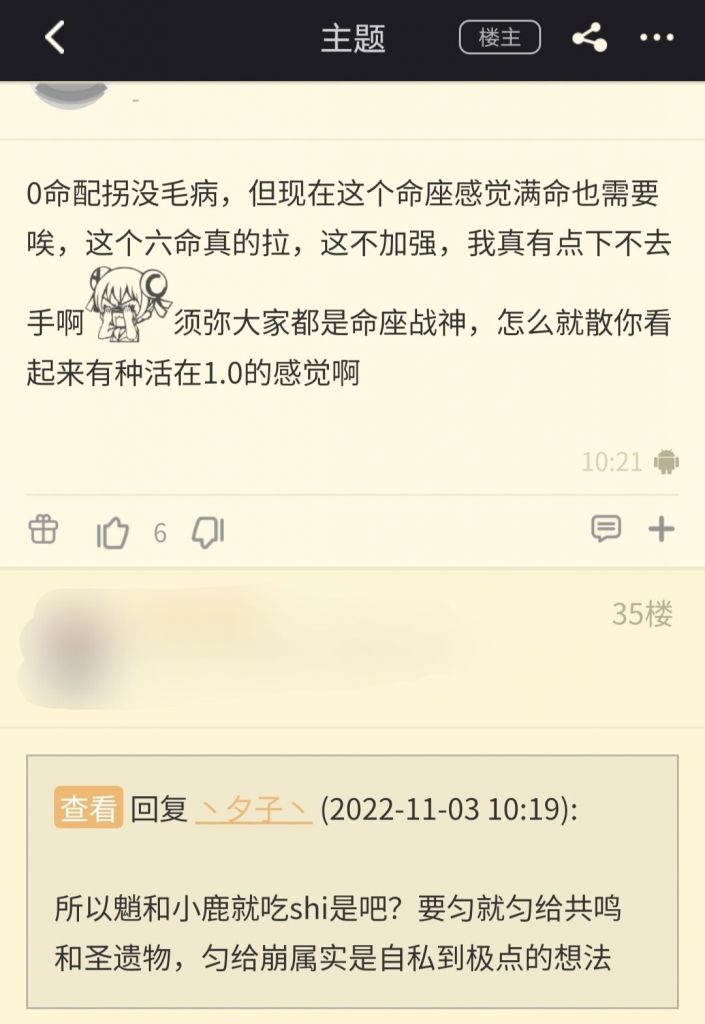 主题
楼主
-
0命配拐没毛病，但现在这个命座感觉满命也需要
唉，这个六命真的拉，这不加强，我真有点下不去
手啊 须弥大家都是命座战神，怎么就散你看
起来有种活在1.0的感觉啊
10:21
6
35楼
查看 回复 丶夕子丶 (2022-11-03 10:19):
所以魈和小鹿就吃shi是吧？要匀就匀给共鸣
和圣遗物，匀给崩属实是自私到极点的想法